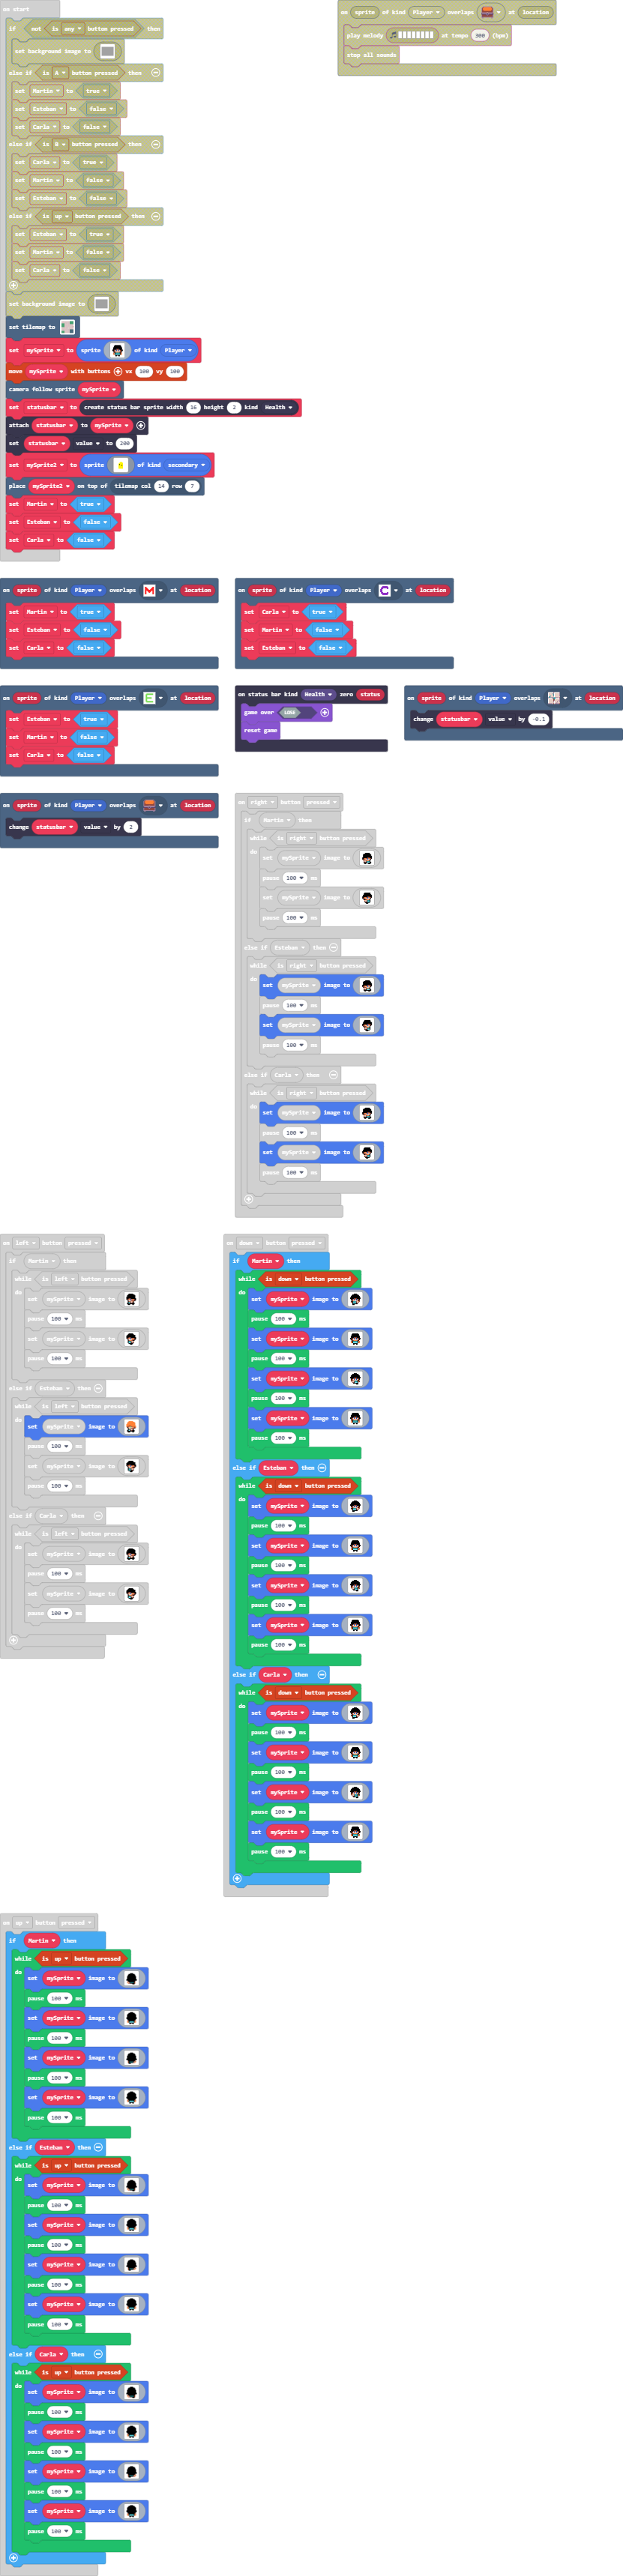 on start
if not is any button pressed then
set background image to
else if is A button pressed then
set Martin to true
set Esteban to false
set Carla to false
else if is B button pressed then
set Carla to true
set Martin to false
set Esteban to false
else if is up button pressed then
set Esteban to true
set Martin to false
set Carla to false
set background image to
set tilemap to
set mySprite to sprite of kind Player
move mySprite with buttons vx 100 vy 100
camera follow sprite mySprite
set statusbar to create status bar sprite width 16 height 2 kind Health
attach statusbar to mySprite
set statusbar value to 200
set mySprite2 to sprite of kind secondary
place mySprite2 on top of tilemap col 14 row 7
set Martin to true
set Esteban to false
set Carla to false
on sprite of kind Player overlaps at location
play melody at tempo 300 (bpm)
stop all sounds
on sprite of kind Player overlaps M at location
set Martin to true
set Esteban to false
set Carla to false
on sprite of kind Player overlaps C at location
set Carla to true
set Martin to false
set Esteban to false
on sprite of kind Player overlaps E at location
set Esteban to true
set Martin to false
set Carla to false
on status bar kind Health zero status
game over LOSE
reset game
on sprite of kind Player overlaps at location
change statusbar value by -0.1
on sprite of kind Player overlaps at location
change statusbar value by 2
on right button pressed
if Martin then
while is right button pressed
do set mySprite image to
pause 100 ms
set mySprite image to
pause 100 ms
else if Esteban then
while is right button pressed
do set mySprite image to
pause 100 ms
set mySprite image to
pause 100 ms
else if Carla then
while is right button pressed
do set mySprite image to
pause 100 ms
set mySprite image to
pause 100 ms
on left button pressed
if Martin then
while is left button pressed
do set mySprite image to
pause 100 ms
set mySprite image to
pause 100 ms
else if Esteban then
while is left button pressed
do set mySprite image to
pause 100 ms
set mySprite image to
pause 100 ms
else if Carla then
while is left button pressed
do set mySprite image to
pause 100 ms
set mySprite image to
pause 100 ms
on down button pressed
if Martin then
while is down button pressed
do set mySprite image to
pause 100 ms
set mySprite image to
pause 100 ms
set mySprite image to
pause 100 ms
set mySprite image to
pause 100 ms
else if Esteban then
while is down button pressed
do set mySprite image to
pause 100 ms
set mySprite image to
pause 100 ms
set mySprite image to
pause 100 ms
set mySprite image to
pause 100 ms
else if Carla then
while is down button pressed
do set mySprite image to
pause 100 ms
set mySprite image to
pause 100 ms
set mySprite image to
pause 100 ms
set mySprite image to
pause 100 ms
on up button pressed
if Martin then
while is up button pressed
do set mySprite image to
pause 100 ms
set mySprite image to
pause 100 ms
set mySprite image to
pause 100 ms
set mySprite image to
pause 100 ms
else if Esteban then
while is up button pressed
do set mySprite image to
pause 100 ms
set mySprite image to
pause 100 ms
set mySprite image to
pause 100 ms
set mySprite image to
pause 100 ms
else if Carla then
while is up button pressed
do set mySprite image to
pause 100 ms
set mySprite image to
pause 100 ms
set mySprite image to
pause 100 ms
set mySprite image to
pause 100 ms